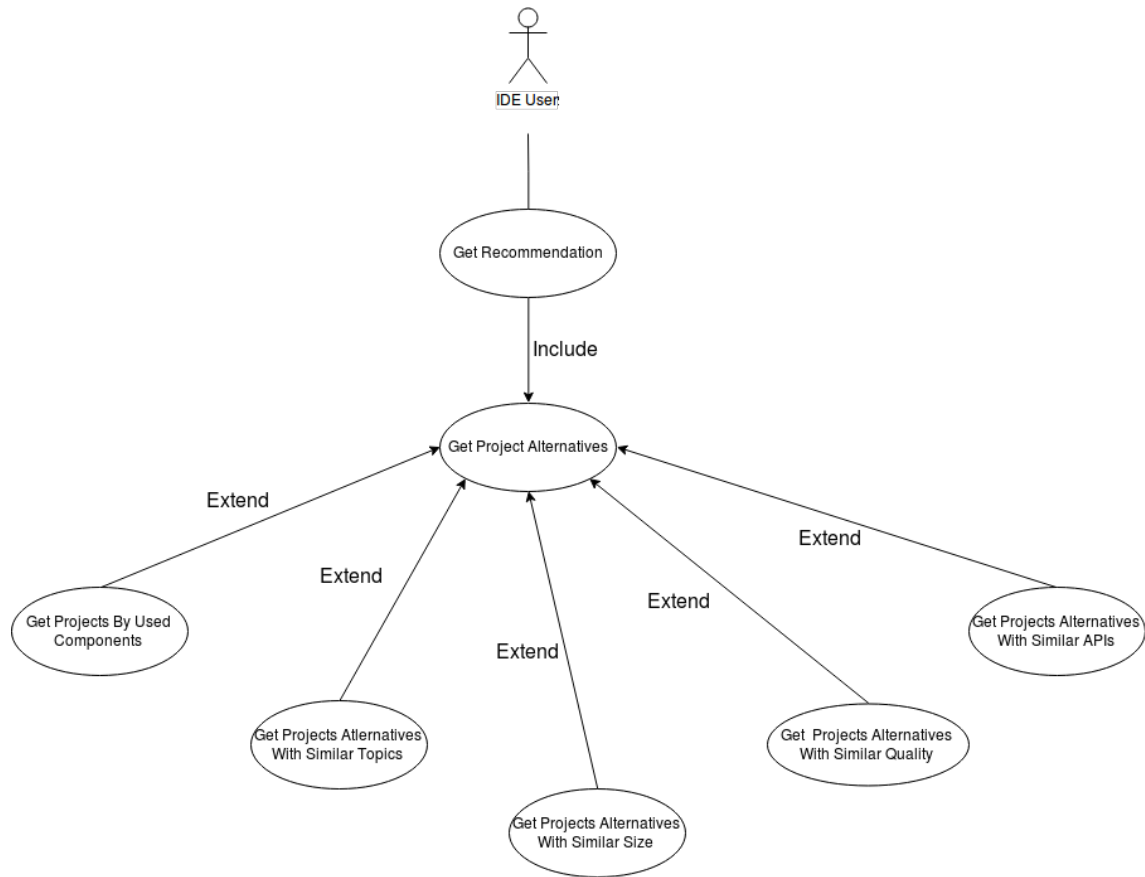 IDE User
Get Recommendation
Include
Get Project Alternatives
Extend
Extend
Extend
Extend
Extend
Get Projects By Used
Components
Get Projects Alternatives
With Similar APIs
Get Projects Atlernatives
With Similar Topics
Get Projects Alternatives
With Similar Quality
Get Projects Alternatives
With Similar Size